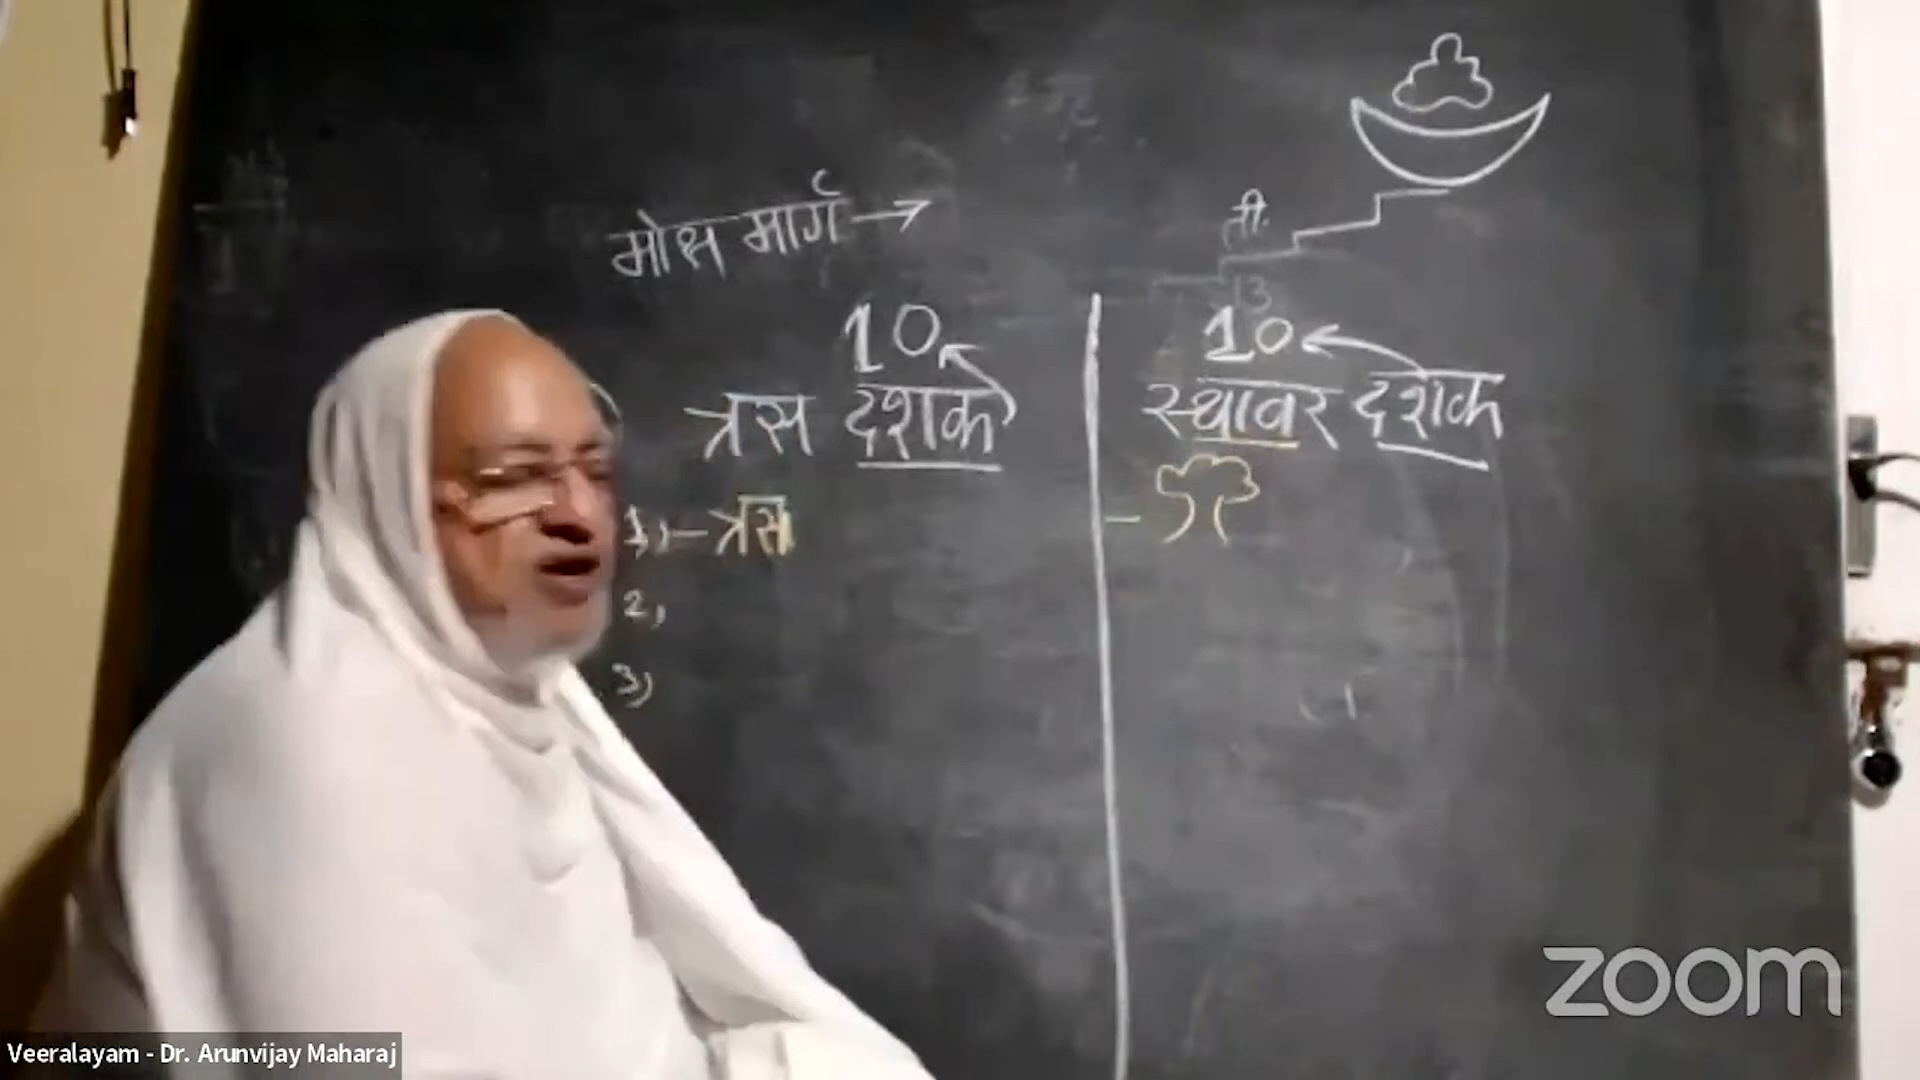 मोक्ष मार्ग →
ती.
13
10
10
त्रस दशक
स्थावर दशक
1) – त्रस
2)
3)
zoom
Veeralayam - Dr. Arunvijay Maharaj